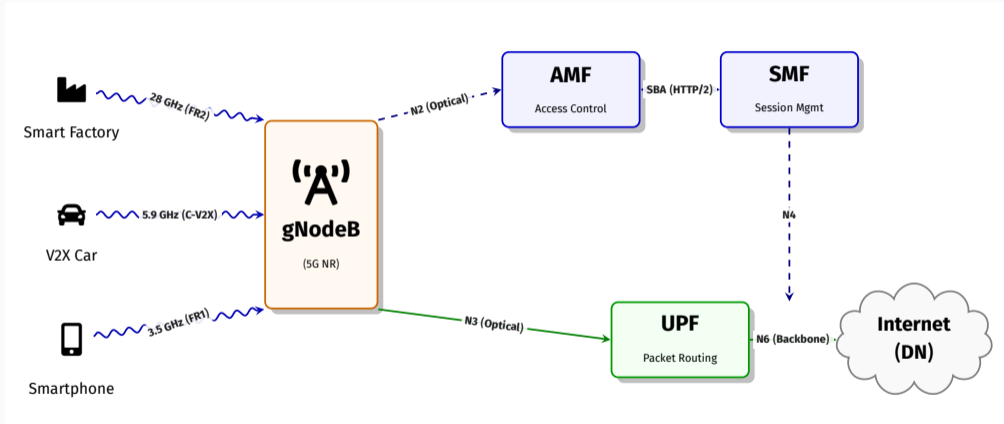 28 GHz (FR2)
Smart Factory
5.9 GHz (C-V2X)
V2X Car
3.5 GHz (FR1)
Smartphone
gNodeB
(5G NR)
N2 (Optical)
AMF
Access Control
SBA (HTTP/2)
SMF
Session Mgmt
N4
N3 (Optical)
UPF
Packet Routing
N6 (Backbone)
Internet
(DN)